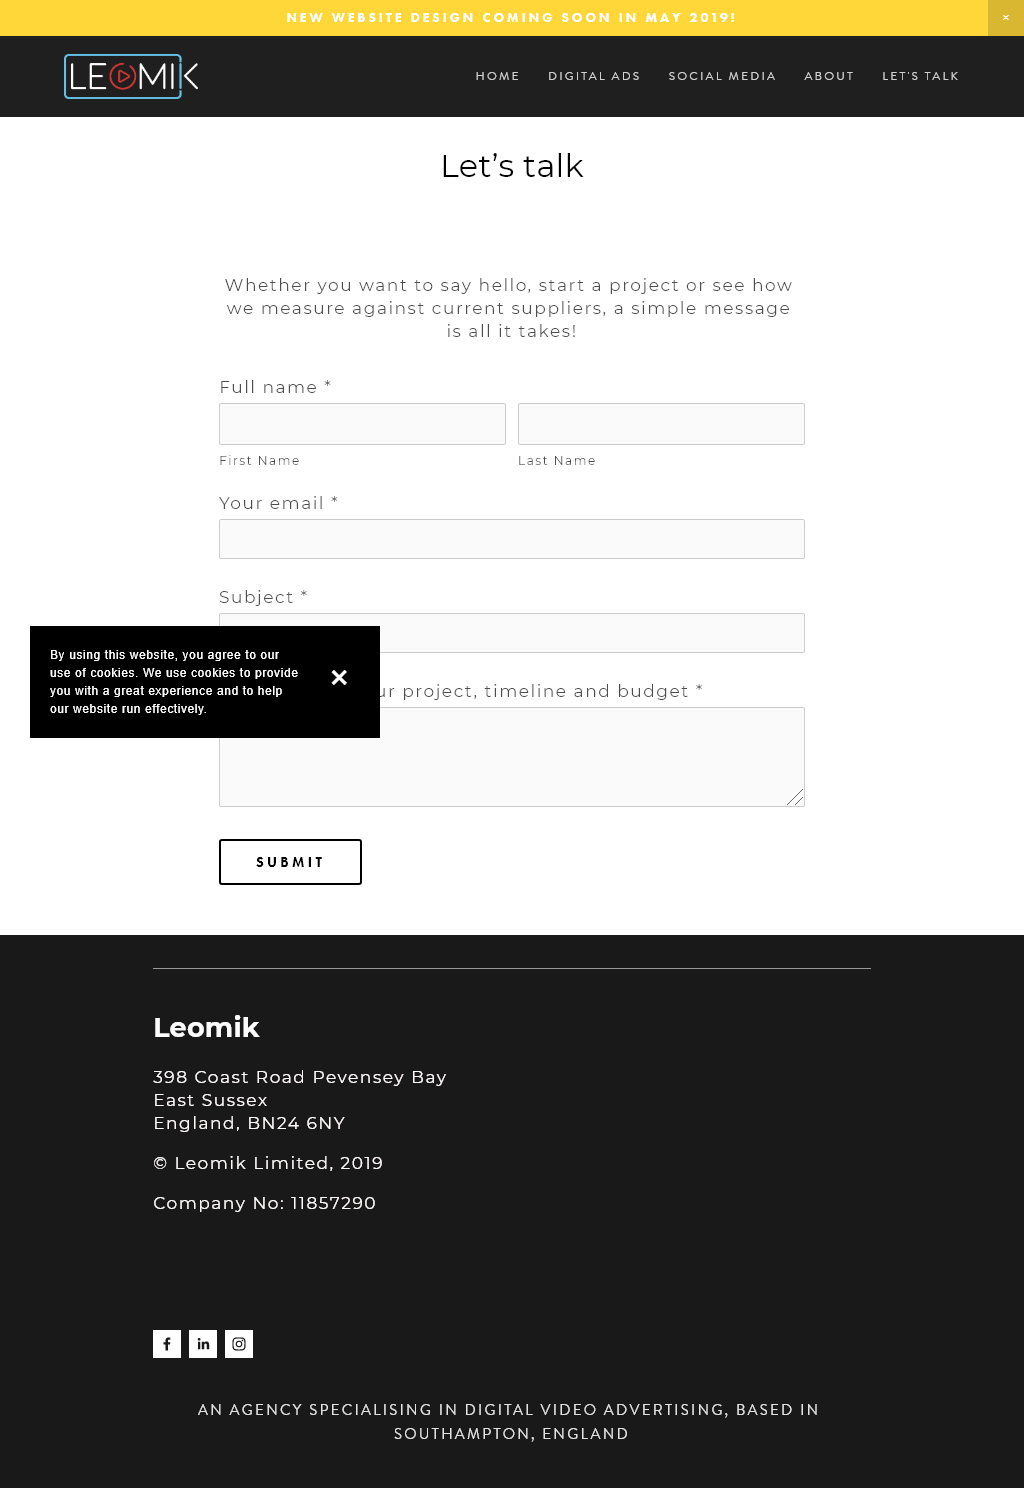 NEW WEBSITE DESIGN COMING SOON IN MAY 2019!
LEOMIK
HOME DIGITAL ADS SOCIAL MEDIA ABOUT LET'S TALK
Let’s talk
Whether you want to say hello, start a project or see how
we measure against current suppliers, a simple message
is all it takes!
Full name *
First Name Last Name
Your email *
Subject *
By using this website, you agree to our
use of cookies. We use cookies to provide
you with a great experience and to help
our website run effectively.
project, timeline and budget *
SUBMIT
Leomik
398 Coast Road Pevensey Bay
East Sussex
England, BN24 6NY
© Leomik Limited, 2019
Company No: 11857290
AN AGENCY SPECIALISING IN DIGITAL VIDEO ADVERTISING, BASED IN
SOUTHAMPTON, ENGLAND